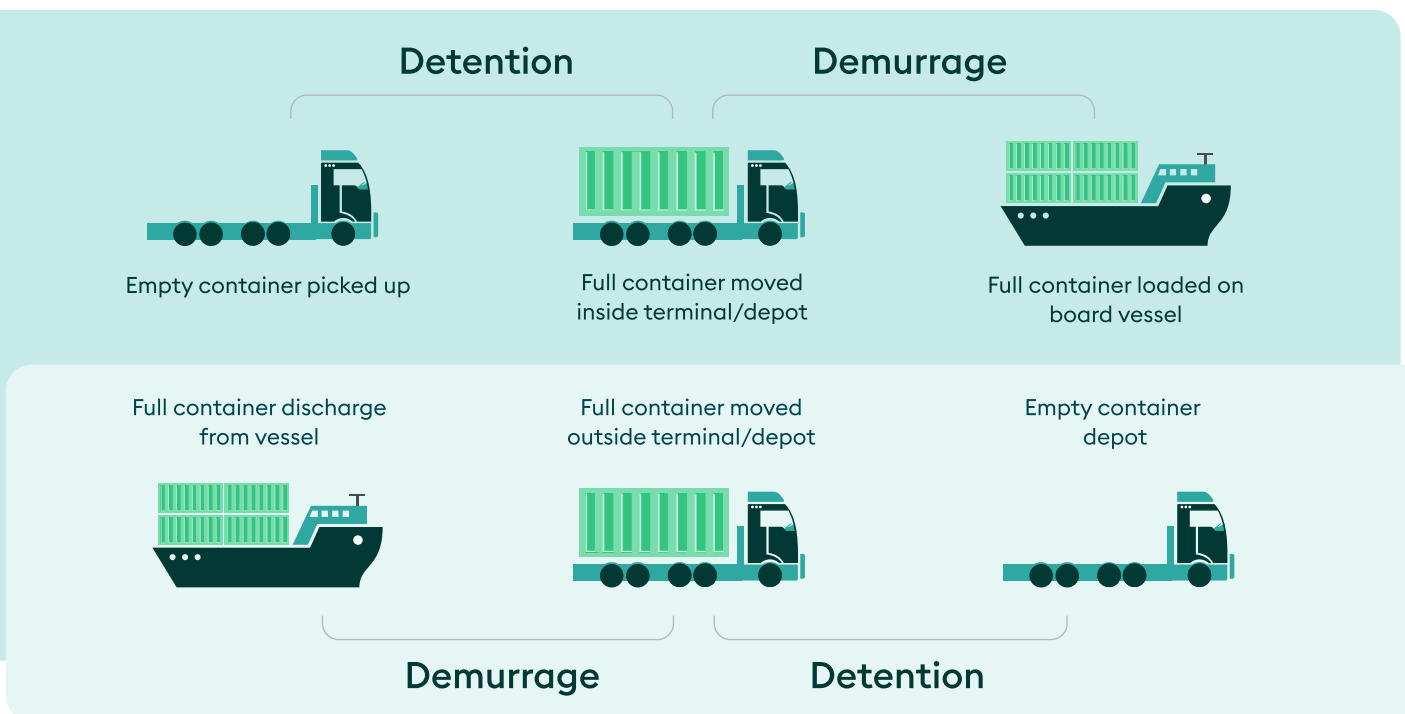 Detention
Demurrage
Empty container picked up
Full container moved
inside terminal/depot
Full container loaded on
board vessel
Full container discharge
from vessel
Full container moved
outside terminal/depot
Empty container
depot
Demurrage
Detention